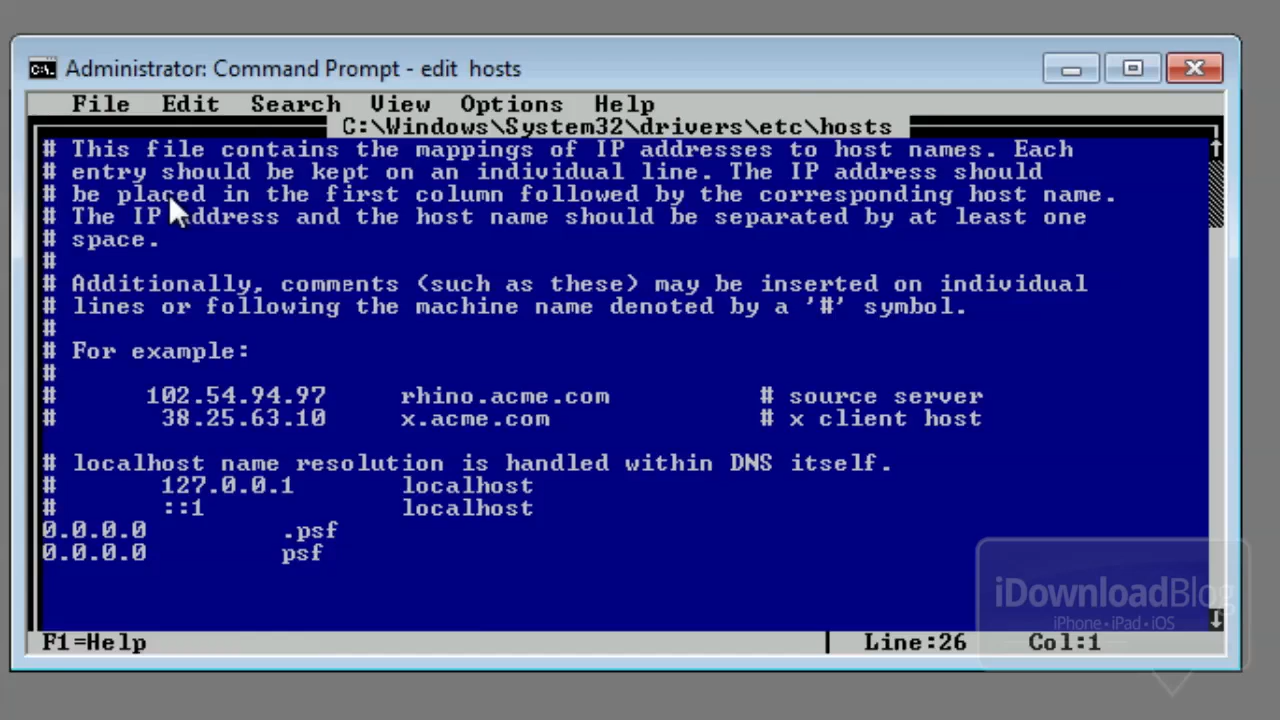 Administrator: Command Prompt - edit hosts
File Edit Search View Options Help
C:\Windows\System32\drivers\etc\hosts
# This file contains the mappings of IP addresses to host names. Each
# entry should be kept on an individual line. The IP address should
# be placed in the first column followed by the corresponding host name.
# The IP address and the host name should be separated by at least one
# space.
#
# Additionally, comments (such as these) may be inserted on individual
# lines or following the machine name denoted by a '#' symbol.
#
# For example:
#
# 102.54.94.97 rhino.acme.com # source server
# 38.25.63.10 x.acme.com # x client host
# localhost name resolution is handled within DNS itself.
# 127.0.0.1 localhost
# ::1 localhost
0.0.0.0 .psf
0.0.0.0 psf
iDownloadBlog
iPhone • iPad • iOS
F1=Help Line:26 Col:1